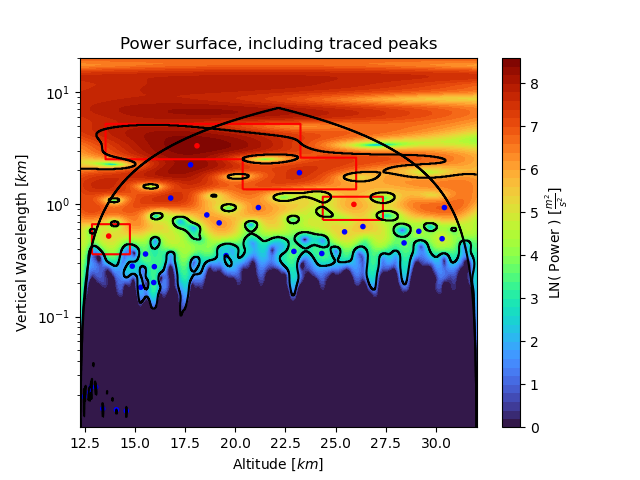 Power surface, including traced peaks
Vertical Wavelength [km]
10¹
10⁰
10⁻¹
12.5 15.0 17.5 20.0 22.5 25.0 27.5 30.0
Altitude [km]
8
7
6
5
4
3
2
1
0
LN( Power ) [m²/s²]